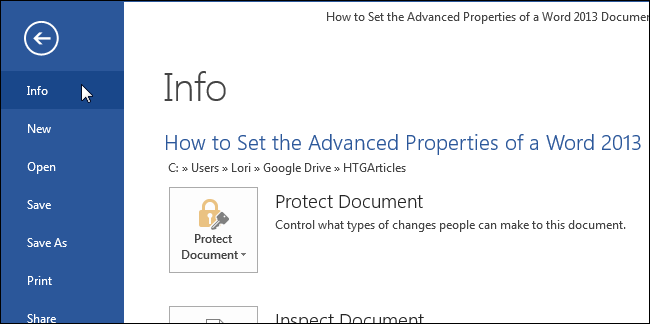 How to Set the Advanced Properties of a Word 2013 Documen
Info
Info
New
How to Set the Advanced Properties of a Word 2013
Open
C: » Users » Lori » Google Drive » HTGArticles
Protect Document
Save
Control what types of changes people can make to this document.
Protect
Document
Save As
Print
Share
Inspect Document